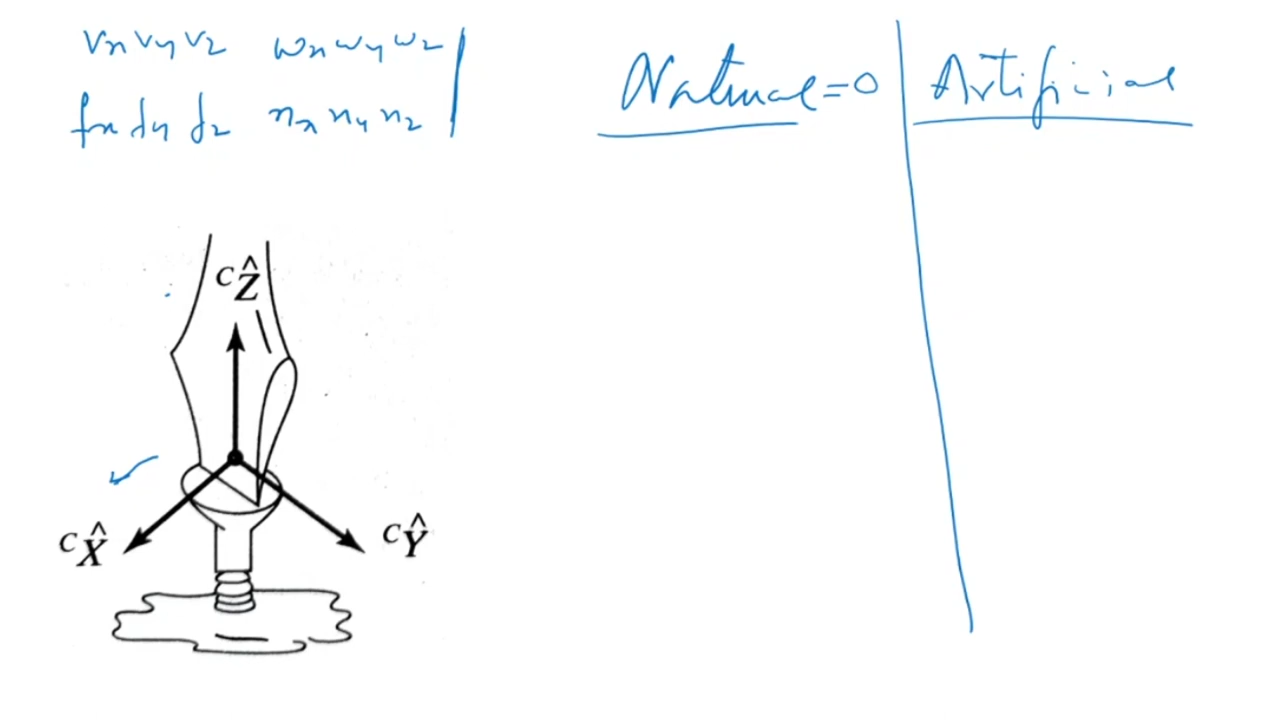 vx vy vz ωx ωy ωz
fx fy fz nx ny nz
Natural = 0
Artificial
CẐ
CX̂
CŶ